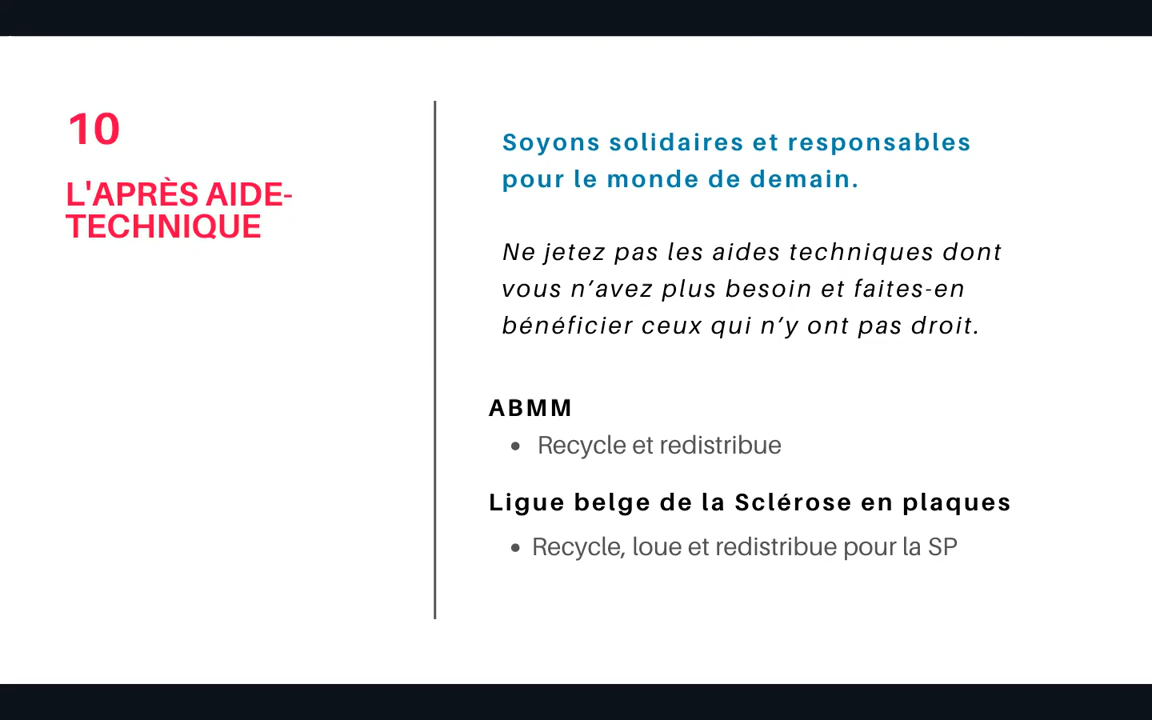 10
L'APRÈS AIDE-
TECHNIQUE
Soyons solidaires et responsables
pour le monde de demain.
Ne jetez pas les aides techniques dont
vous n’avez plus besoin et faites-en
bénéficier ceux qui n’y ont pas droit.
ABMM
• Recycle et redistribue
Ligue belge de la Sclérose en plaques
• Recycle, loue et redistribue pour la SP